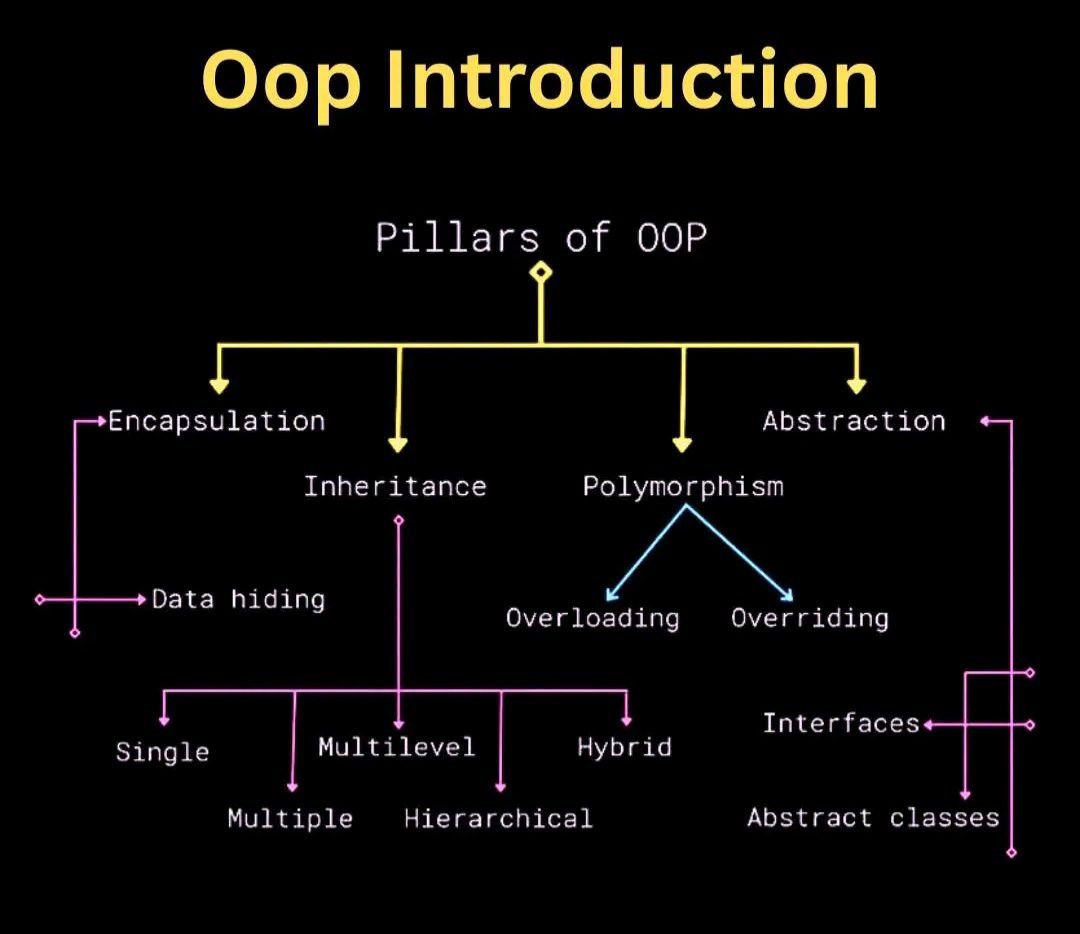 Oop Introduction
Pillars of OOP
Encapsulation
Abstraction
Inheritance
Polymorphism
Data hiding
Overloading
Overriding
Single
Multilevel
Hybrid
Interfaces
Multiple
Hierarchical
Abstract classes